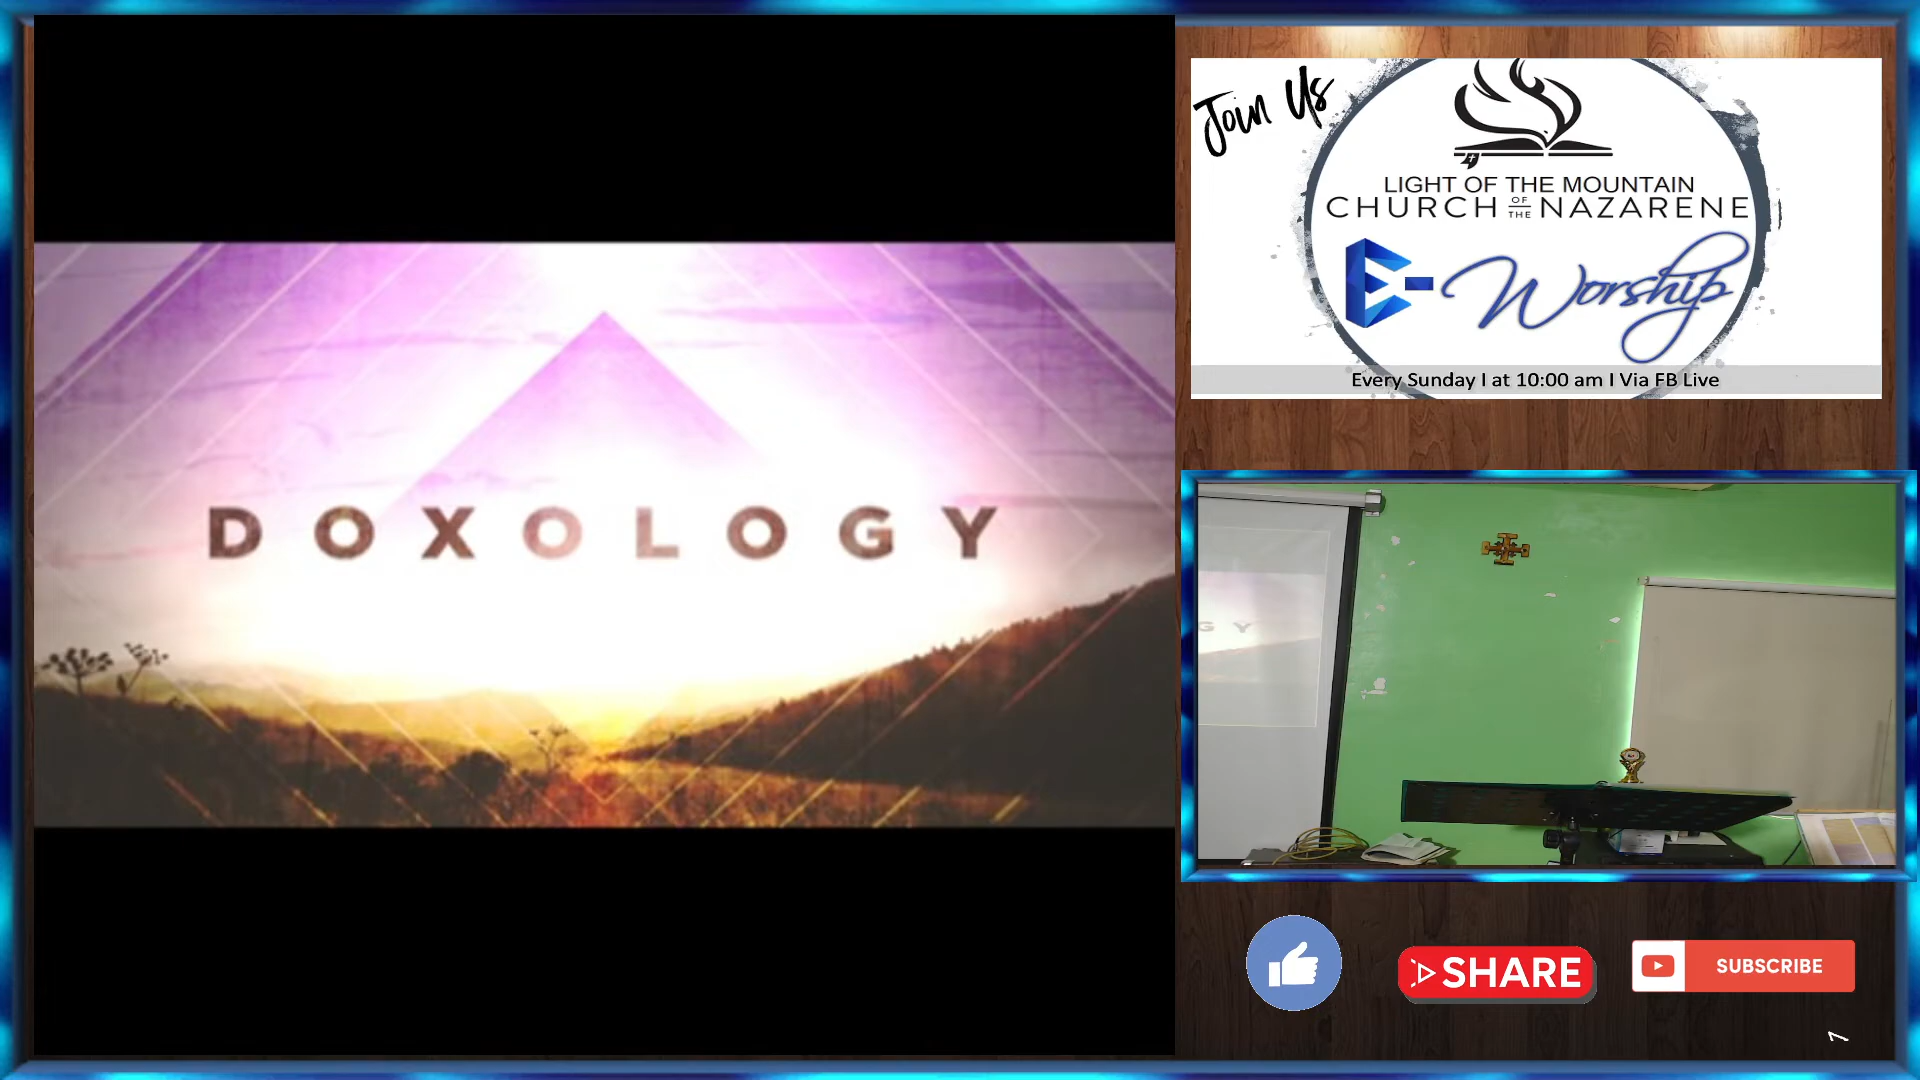 DOXOLOGY
Join Us
LIGHT OF THE MOUNTAIN
CHURCH OF THE NAZARENE
E-Worship
Every Sunday I at 10:00 am I Via FB Live
G Y
SHARE
SUBSCRIBE